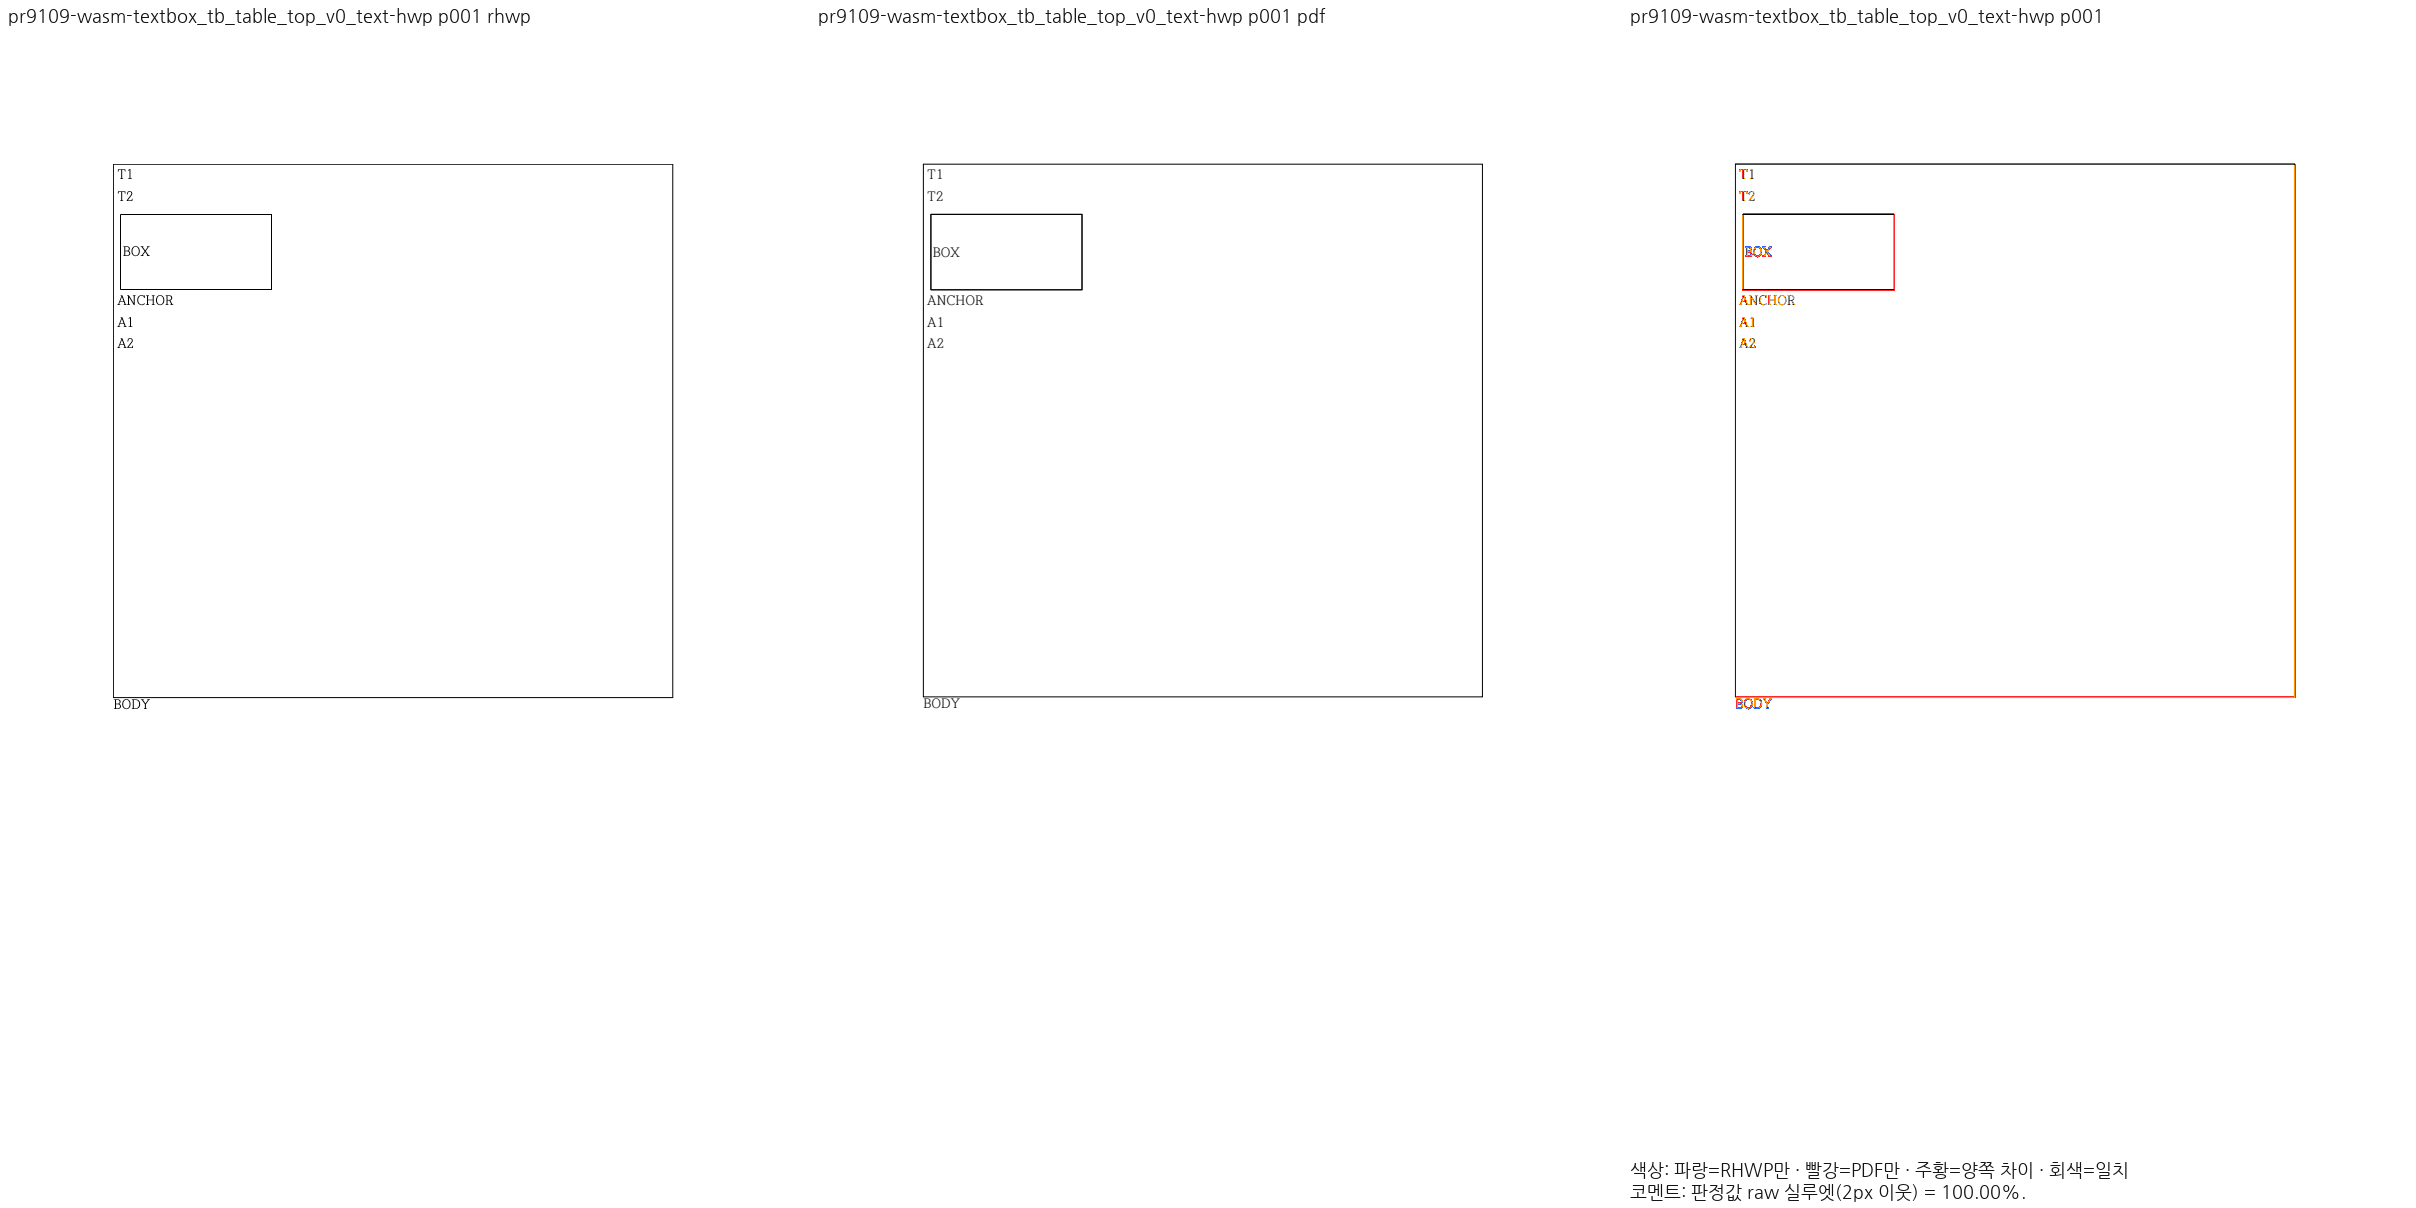 pr9109-wasm-textbox_tb_table_top_v0_text-hwp p001 rhwp
T1
T2
BOX
ANCHOR
A1
A2
BODY
pr9109-wasm-textbox_tb_table_top_v0_text-hwp p001 pdf
T1
T2
BOX
ANCHOR
A1
A2
BODY
pr9109-wasm-textbox_tb_table_top_v0_text-hwp p001
T1
T2
BOX
ANCHOR
A1
A2
BODY
색상: 파랑=RHWP만 · 빨강=PDF만 · 주황=양쪽 차이 · 회색=일치
코멘트: 판정값 raw 실루엣(2px 이웃) = 100.00%.